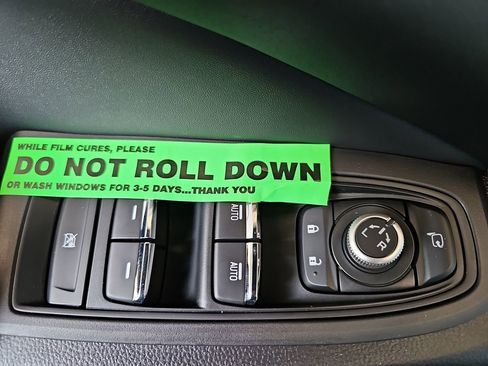 WHILE FILM CURES, PLEASE
DO NOT ROLL DOWN
OR WASH WINDOWS FOR 3-5 DAYS...THANK YOU
AUTO
AUTO
L
R